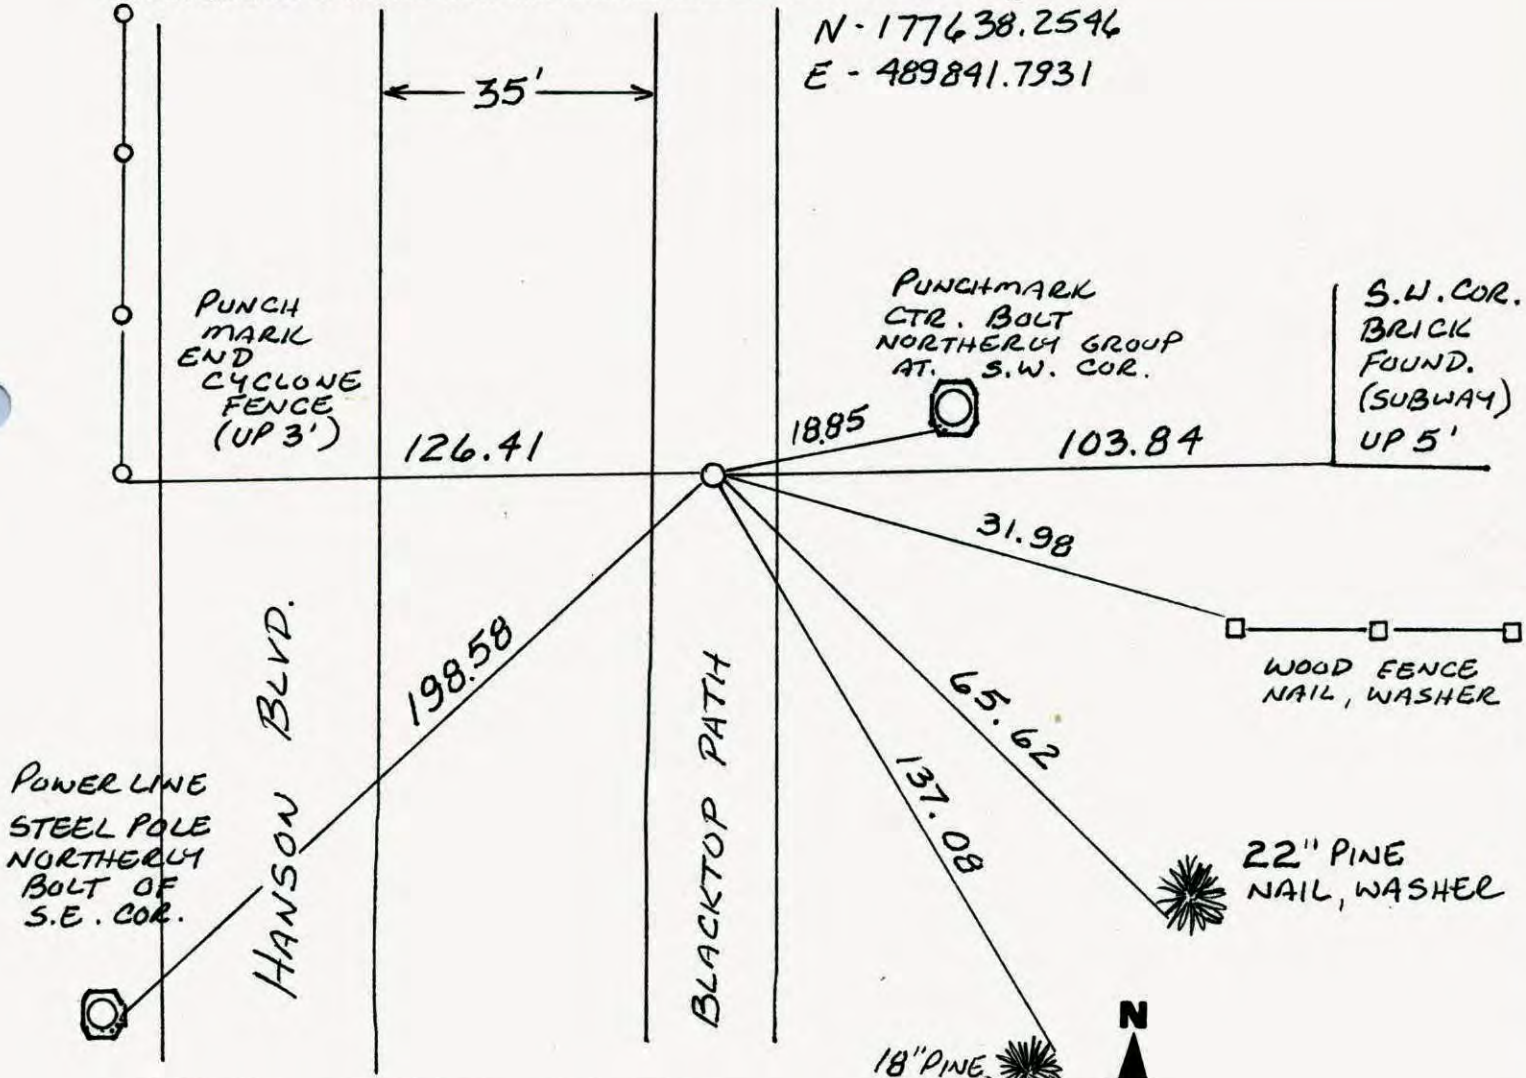 N - 177638.2546
E - 489841.7931
35'
PUNCH
MARK
END
CYCLONE
FENCE
(UP 3')
PUNCHMARK
CTR. BOLT
NORTHERLY GROUP
AT. S.W. COR.
S.W. COR.
BRICK
FOUND.
(SUBWAY)
UP 5'
126.41
18.85
103.84
31.98
WOOD FENCE
NAIL, WASHER
198.58
65.62
137.08
HANSON BLVD.
BLACKTOP PATH
POWER LINE
STEEL POLE
NORTHERLY
BOLT OF
S.E. COR.
22" PINE
NAIL, WASHER
N
18" PINE